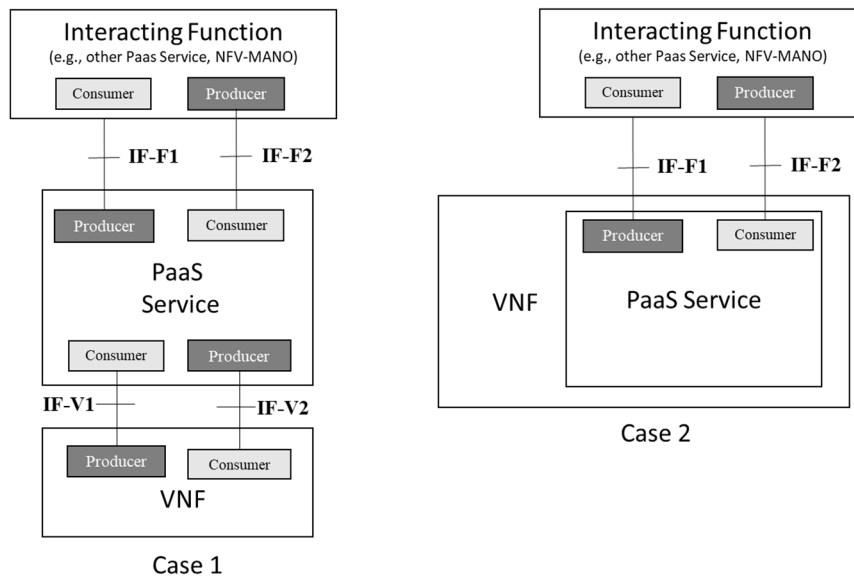 Interacting Function
(e.g., other Paas Service, NFV-MANO)
Consumer
Producer
IF-F1
IF-F2
Producer
Consumer
PaaS
Service
Consumer
Producer
IF-V1
IF-V2
Producer
Consumer
VNF
Case 1
Interacting Function
(e.g., other Paas Service, NFV-MANO)
Consumer
Producer
IF-F1
IF-F2
Producer
Consumer
VNF
PaaS Service
Case 2